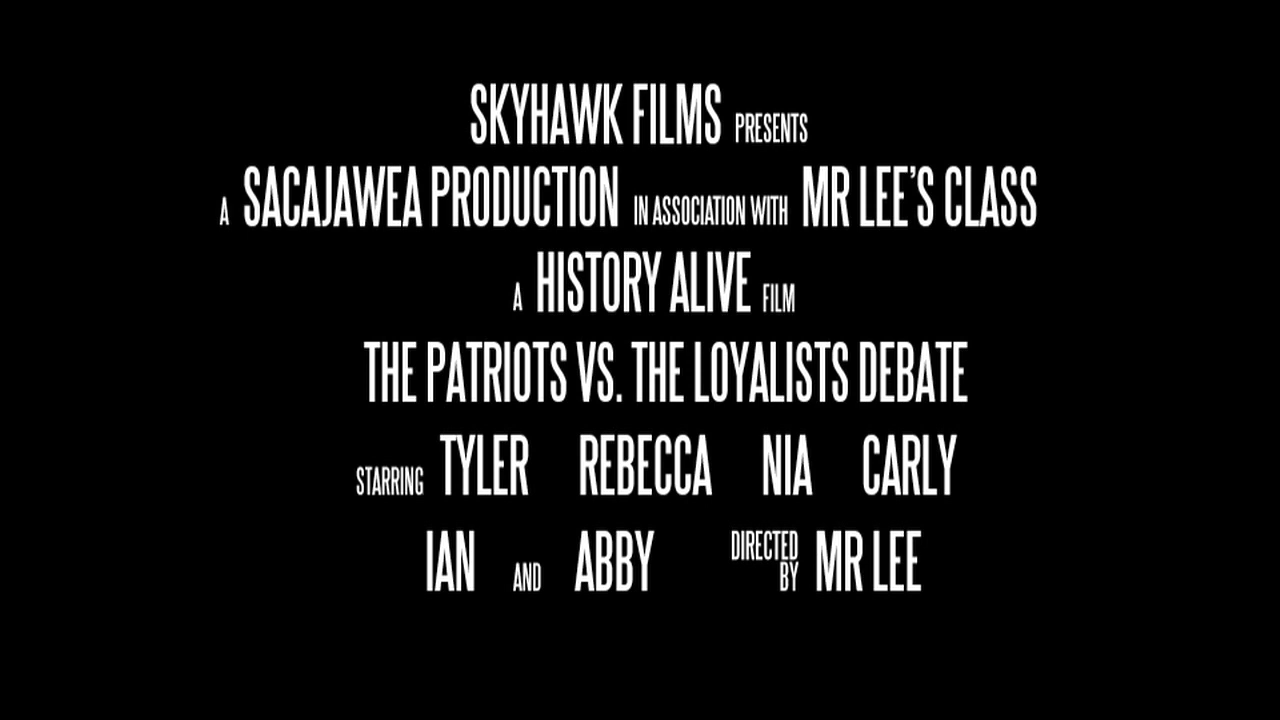 SKYHAWK FILMS PRESENTS
A SACAJAWEA PRODUCTION IN ASSOCIATION WITH MR LEE'S CLASS
A HISTORY ALIVE FILM
THE PATRIOTS VS. THE LOYALISTS DEBATE
STARRING TYLER REBECCA NIA CARLY
IAN AND ABBY DIRECTED BY MR LEE